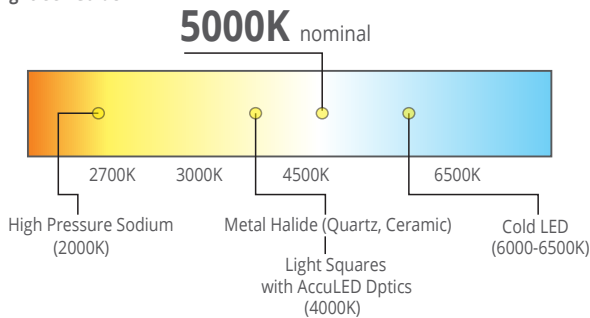 5000K nominal
2700K 3000K 4500K 6500K
High Pressure Sodium
(2000K)
Metal Halide (Quartz, Ceramic)
Light Squares
with AccuLED Dptics
(4000K)
Cold LED
(6000-6500K)